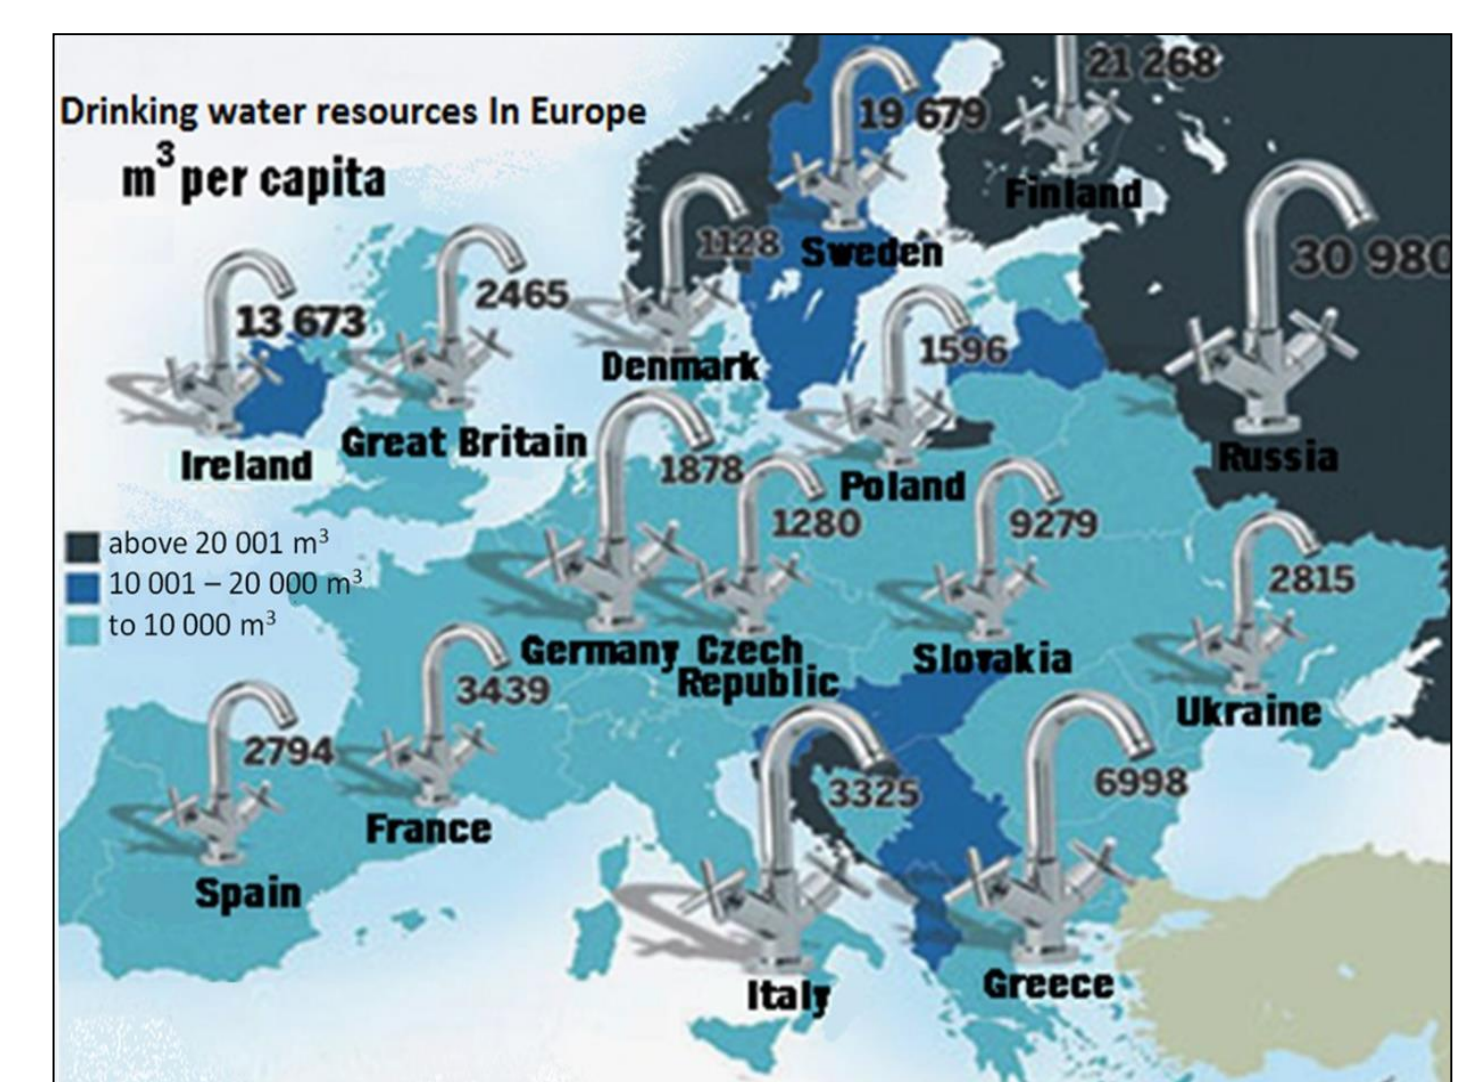 Drinking water resources In Europe
m³ per capita
21 268
Finland
19 679
Sweden
30 980
Russia
1128
Denmark
2465
Great Britain
13 673
Ireland
1596
Poland
1878
Germany
1280
Czech
Republic
9279
Slovakia
2815
Ukraine
above 20 001 m³
10 001 – 20 000 m³
to 10 000 m³
3439
France
2794
Spain
3325
Italy
6998
Greece